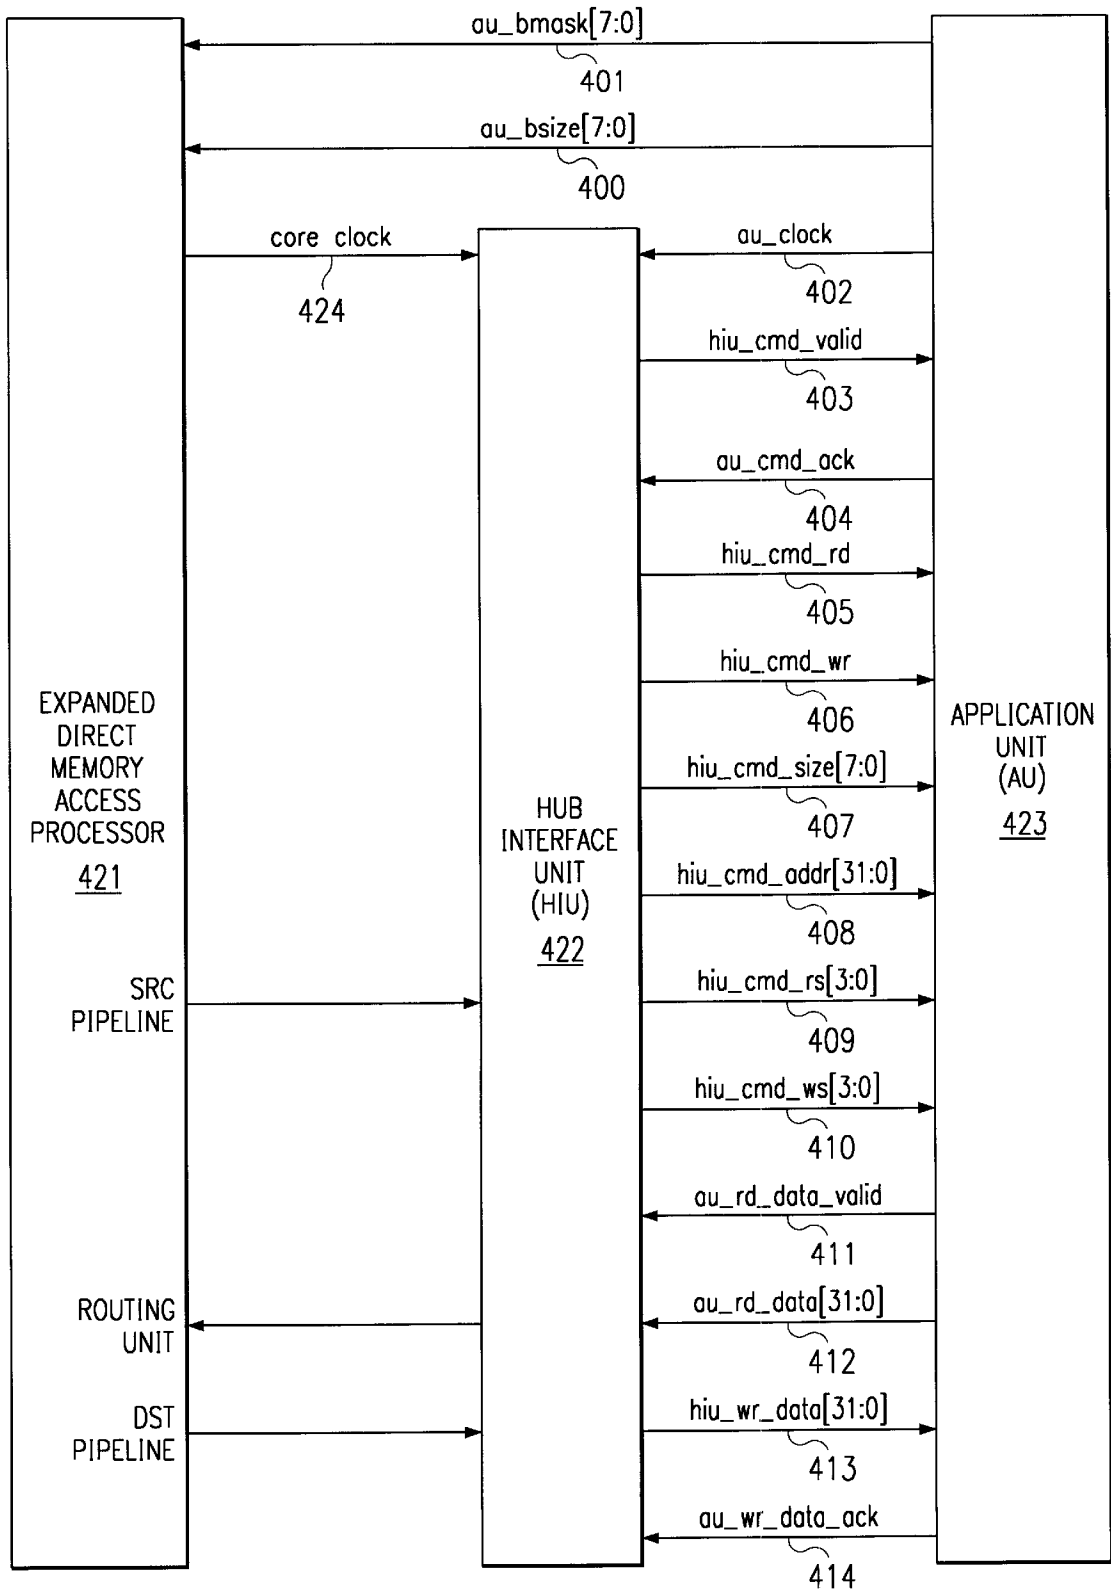 au_bmask[7:0]
401
au_bsize[7:0]
400
core clock
424
au_clock
402
hiu_cmd_valid
403
au_cmd_ack
404
hiu_cmd_rd
405
hiu_cmd_wr
406
hiu_cmd_size[7:0]
407
hiu_cmd_addr[31:0]
408
hiu_cmd_rs[3:0]
409
hiu_cmd_ws[3:0]
410
au_rd_data_valid
411
au_rd_data[31:0]
412
hiu_wr_data[31:0]
413
au_wr_data_ack
414
EXPANDED
DIRECT
MEMORY
ACCESS
PROCESSOR
421
SRC
PIPELINE
ROUTING
UNIT
DST
PIPELINE
HUB
INTERFACE
UNIT
(HIU)
422
APPLICATION
UNIT
(AU)
423